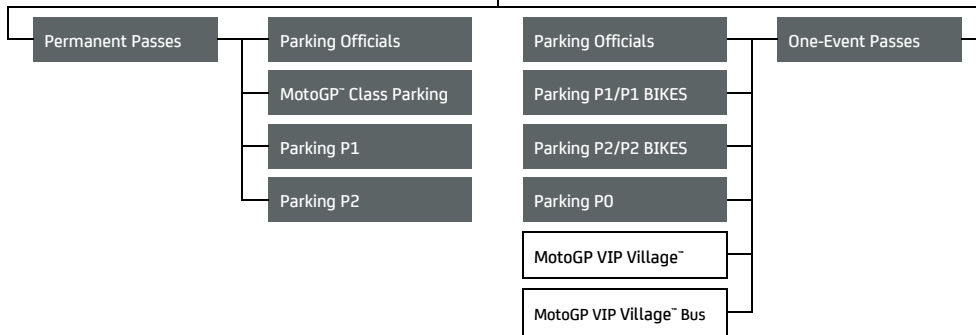 Permanent Passes
Parking Officials
MotoGP™ Class Parking
Parking P1
Parking P2
Parking Officials
Parking P1/P1 BIKES
Parking P2/P2 BIKES
Parking P0
MotoGP VIP Village™
MotoGP VIP Village™ Bus
One-Event Passes